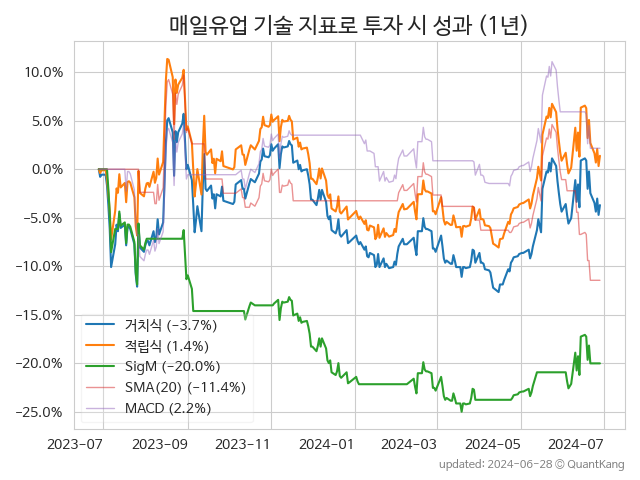 매일유업 기술 지표로 투자 시 성과 (1년)
10.0%
5.0%
0.0%
−5.0%
−10.0%
−15.0%
−20.0%
−25.0%
거치식 (−3.7%)
적립식 (1.4%)
SigM (−20.0%)
SMA(20) (−11.4%)
MACD (2.2%)
2023-07 2023-09 2023-11 2024-01 2024-03 2024-05 2024-07
updated: 2024-06-28 © QuantKang